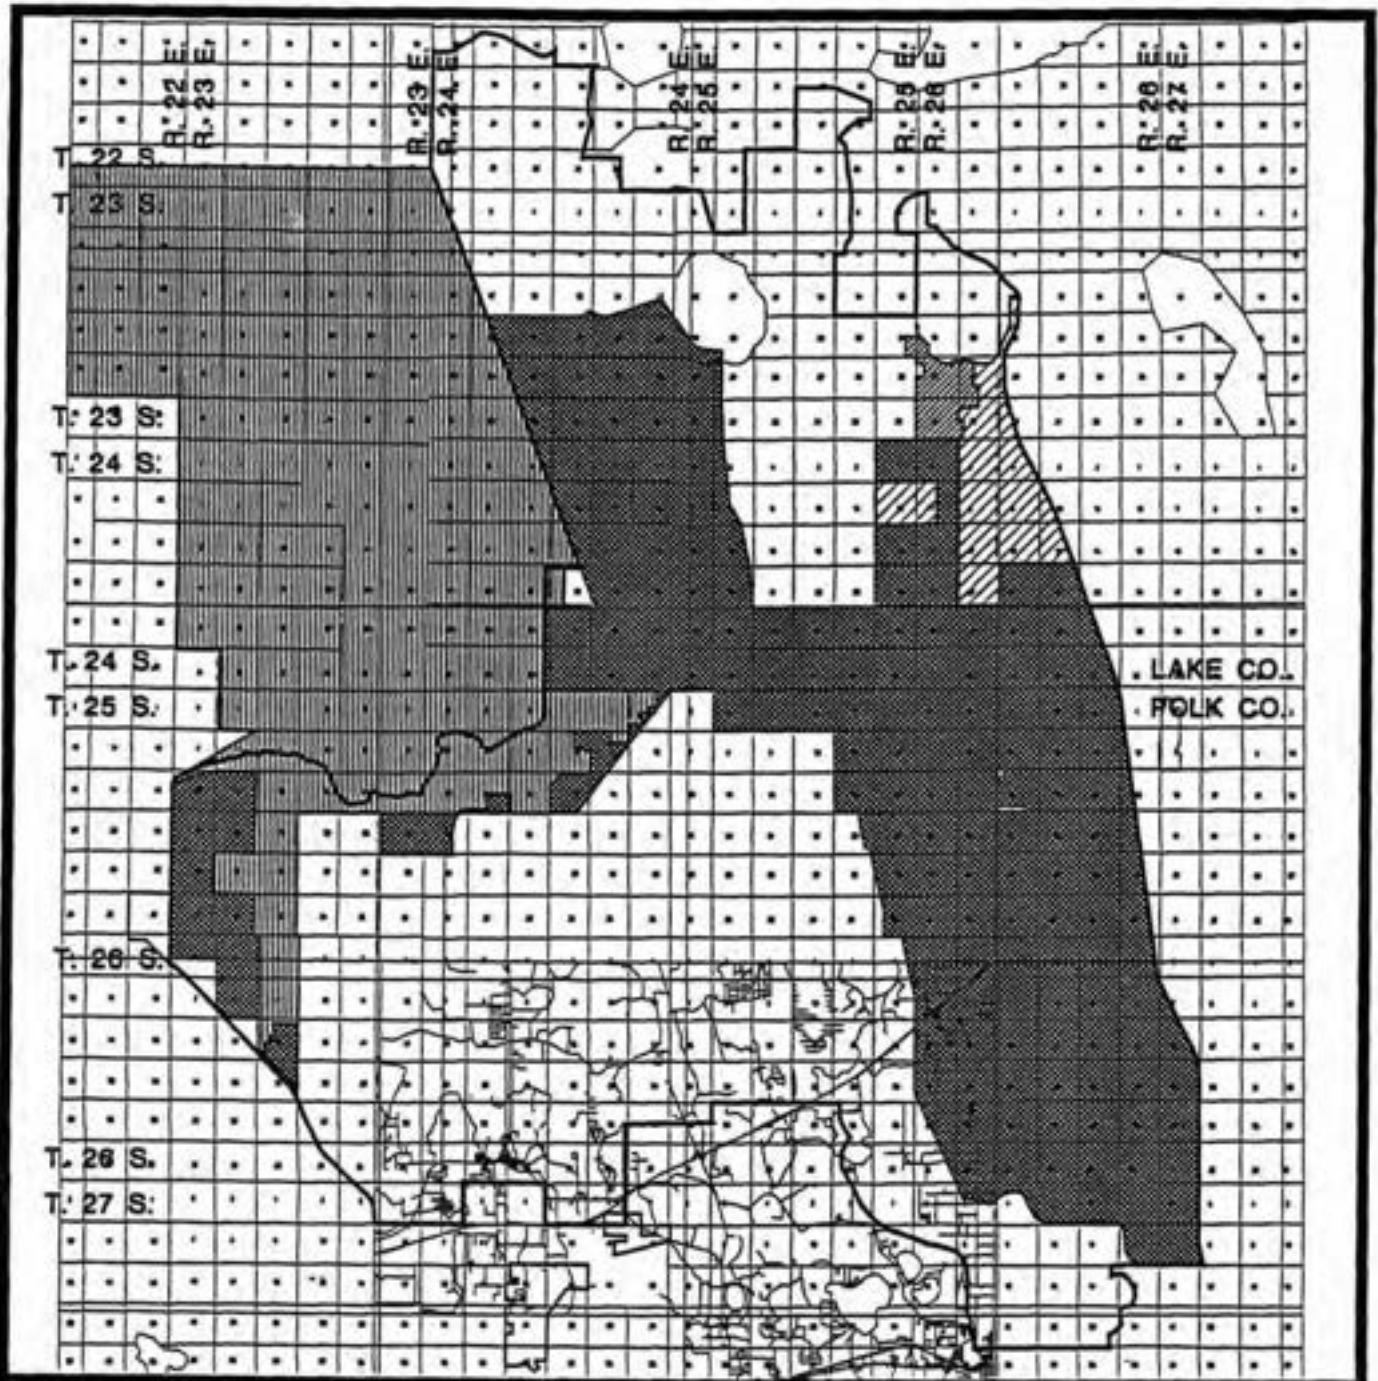 R. 22 E.
R. 23 E.
R. 23 E.
R. 24 E.
R. 24 E.
R. 25 E.
R. 25 E.
R. 26 E.
R. 26 E.
R. 27 E.
T. 22 S.
T. 23 S.
T. 23 S.
T. 24 S.
T. 24 S.
T. 25 S.
LAKE CO.
POLK CO.
T. 26 S.
T. 26 S.
T. 27 S.